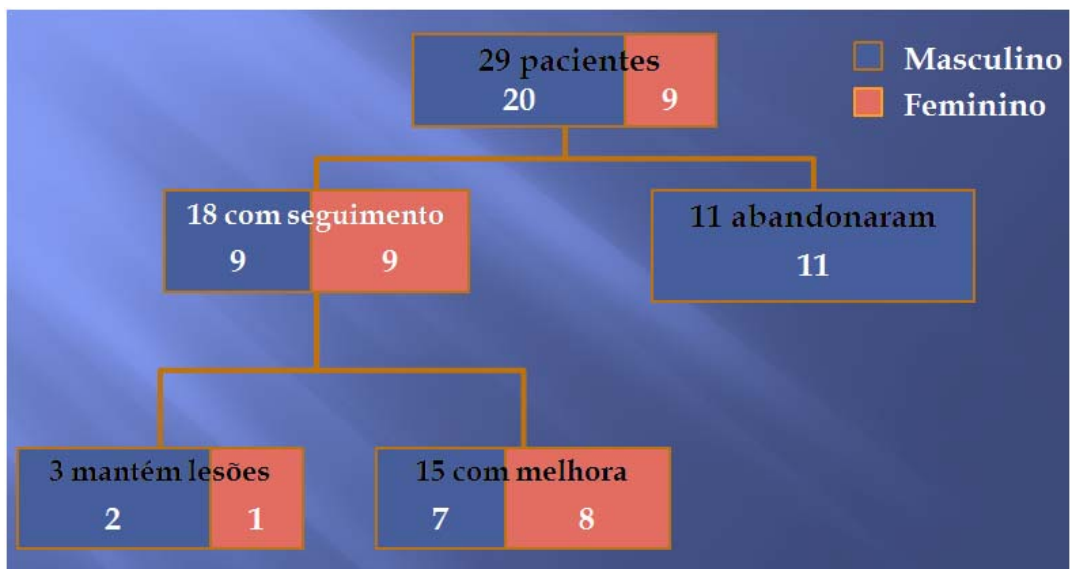 29 pacientes
20 9
Masculino
Feminino
18 com seguimento
9 9
11 abandonaram
11
3 mantém lesões
2 1
15 com melhora
7 8